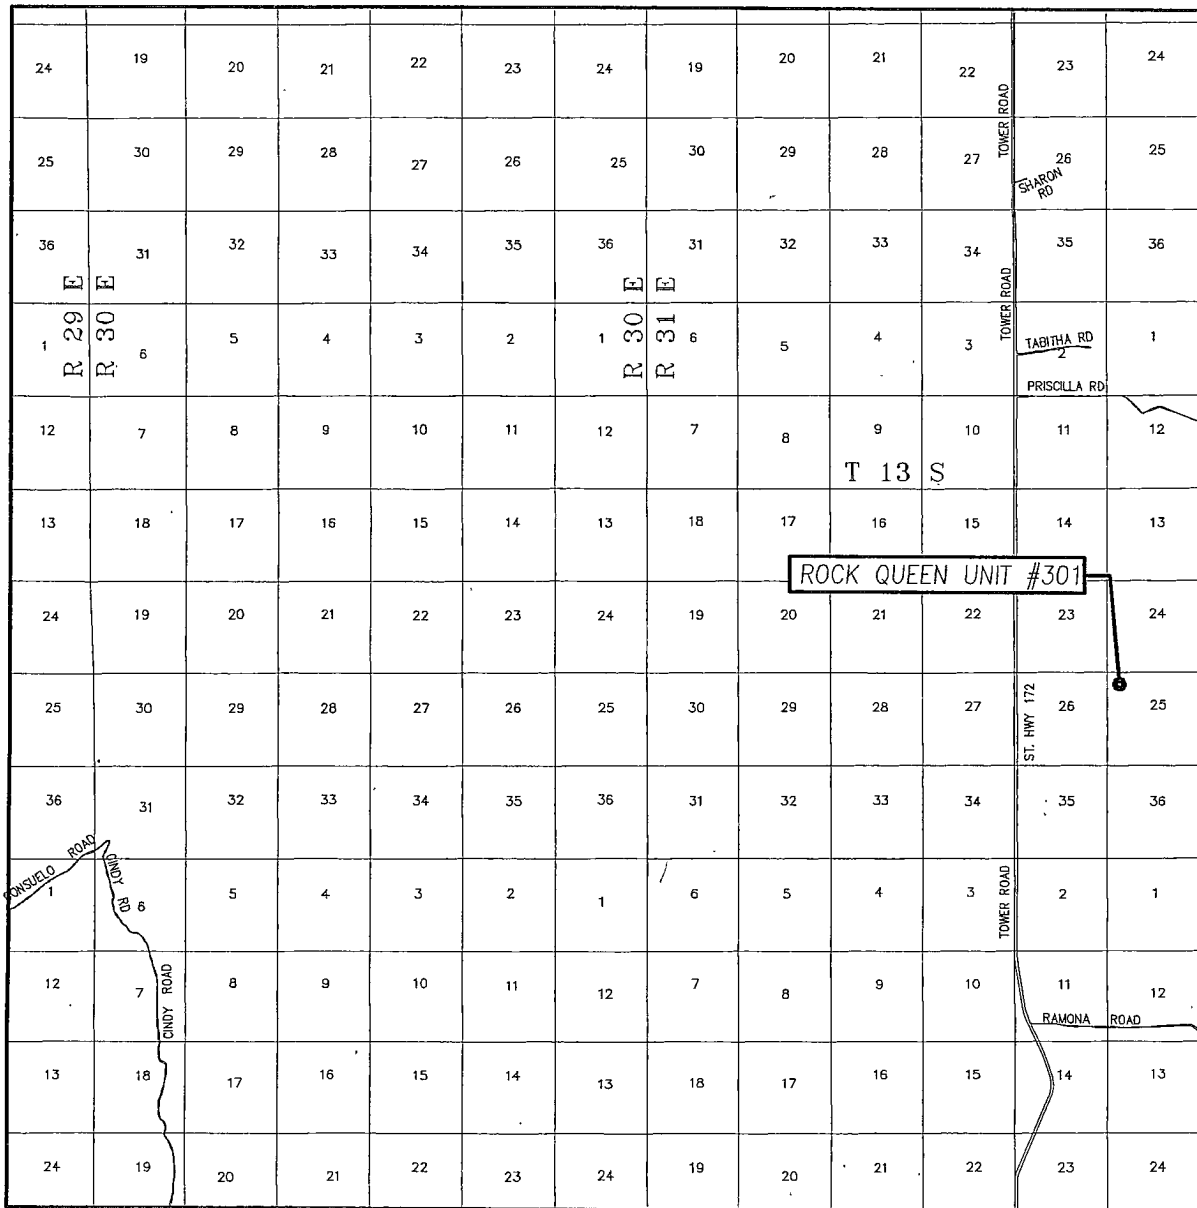 24 19 20 21 22 23 24 19 20 21 22 23 24
TOWER ROAD
25 30 29 28 27 26 25 30 29 28 27 26 25
SHARON
RD
36 31 32 33 34 35 36 31 32 33 34 35 36
R 29 E
R 30 E
R 30 E
R 31 E
TOWER ROAD
1 6 5 4 3 2 1 6 5 4 3 2 1
TABITHA RD
PRISCILLA RD
12 7 8 9 10 11 12 7 8 9 10 11 12
T 13 S
13 18 17 16 15 14 13 18 17 16 15 14 13
ROCK QUEEN UNIT #301
24 19 20 21 22 23 24 19 20 21 22 23 24
25 30 29 28 27 26 25 30 29 28 27 26 25
ST. HWY 172
36 31 32 33 34 35 36 31 32 33 34 35 36
CONSUELO ROAD
CINDY RD
1 6 5 4 3 2 1 6 5 4 3 2 1
TOWER ROAD
12 7 8 9 10 11 12 7 8 9 10 11 12
CINDY ROAD
RAMONA ROAD
13 18 17 16 15 14 13 18 17 16 15 14 13
24 19 20 21 22 23 24 19 20 21 22 23 24